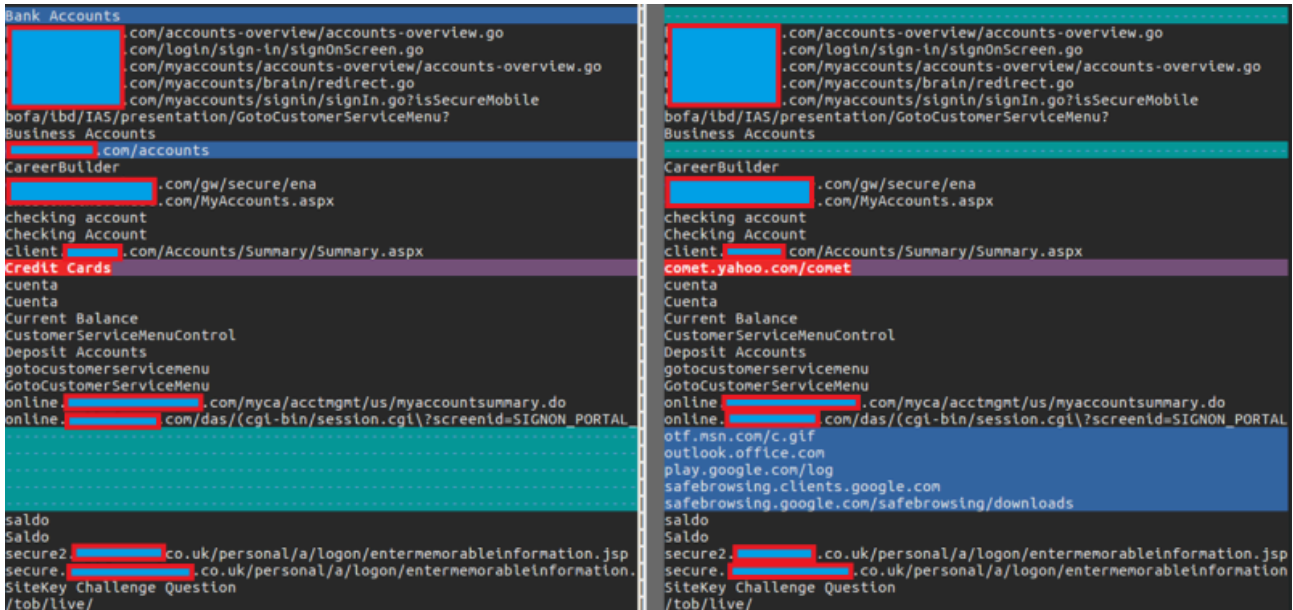 Bank Accounts
.com/accounts-overview/accounts-overview.go
.com/login/sign-in/signOnScreen.go
.com/myaccounts/accounts-overview/accounts-overview.go
.com/myaccounts/brain/redirect.go
.com/myaccounts/signin/signIn.go?isSecureMobile
bofa/ibd/IAS/presentation/GotoCustomerServiceMenu?
Business Accounts
.com/accounts
CareerBuilder
.com/gw/secure/ena
.com/MyAccounts.aspx
checking account
Checking Account
client. .com/Accounts/Summary/Summary.aspx
Credit Cards
cuenta
Cuenta
Current Balance
CustomerServiceMenuControl
Deposit Accounts
gotocustomerservicemenu
GotoCustomerServiceMenu
online. .com/myca/acctmgmt/us/myaccountsummary.do
online. .com/das/(cgi-bin/session.cgi\?screenid=SIGNON_PORTAL_
saldo
Saldo
secure2. co.uk/personal/a/logon/entermemorableinformation.jsp
secure. .co.uk/personal/a/logon/entermemorableinformation.
SiteKey Challenge Question
/tob/live/
.com/accounts-overview/accounts-overview.go
.com/login/sign-in/signOnScreen.go
.com/myaccounts/accounts-overview/accounts-overview.go
.com/myaccounts/brain/redirect.go
.com/myaccounts/signin/signIn.go?isSecureMobile
bofa/ibd/IAS/presentation/GotoCustomerServiceMenu?
Business Accounts
CareerBuilder
.com/gw/secure/ena
.com/MyAccounts.aspx
checking account
Checking Account
client. com/Accounts/Summary/Summary.aspx
comet.yahoo.com/comet
cuenta
Cuenta
Current Balance
CustomerServiceMenuControl
Deposit Accounts
gotocustomerservicemenu
GotoCustomerServiceMenu
online. .com/myca/acctmgmt/us/myaccountsummary.do
online. .com/das/(cgi-bin/session.cgi\?screenid=SIGNON_PORTAL
otf.msn.com/c.gif
outlook.office.com
play.google.com/log
safebrowsing.clients.google.com
safebrowsing.google.com/safebrowsing/downloads
saldo
Saldo
secure2. .co.uk/personal/a/logon/entermemorableinformation.jsp
secure. .co.uk/personal/a/logon/entermemorableinformation
SiteKey Challenge Question
/tob/live/